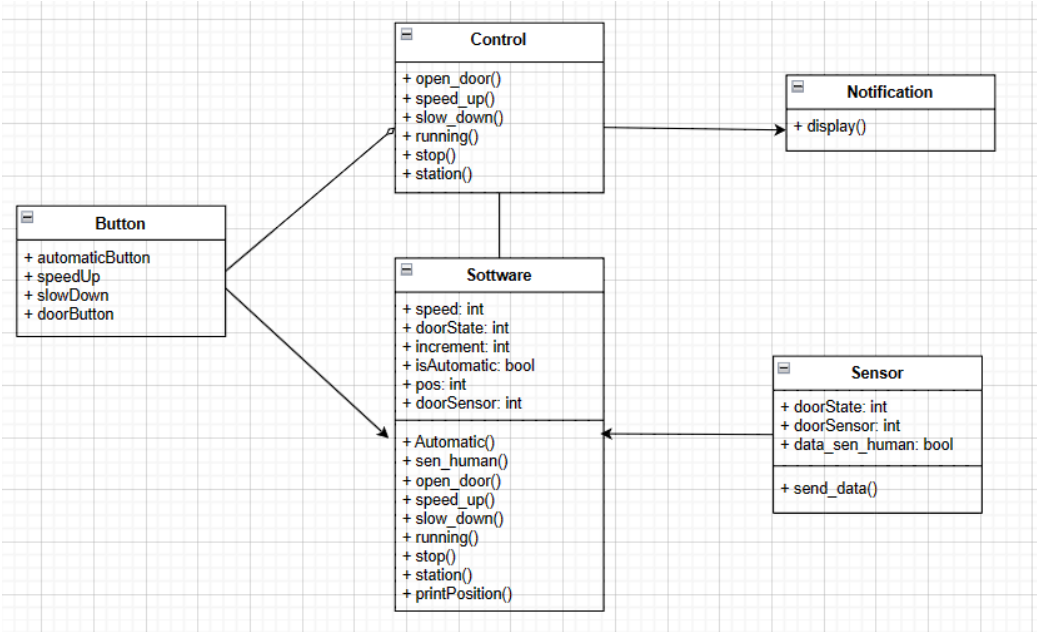 Control
+ open_door()
+ speed_up()
+ slow_down()
+ running()
+ stop()
+ station()
Notification
+ display()
Button
+ automaticButton
+ speedUp
+ slowDown
+ doorButton
Sottware
+ speed: int
+ doorState: int
+ increment: int
+ isAutomatic: bool
+ pos: int
+ doorSensor: int
+ Automatic()
+ sen_human()
+ open_door()
+ speed_up()
+ slow_down()
+ running()
+ stop()
+ station()
+ printPosition()
Sensor
+ doorState: int
+ doorSensor: int
+ data_sen_human: bool
+ send_data()